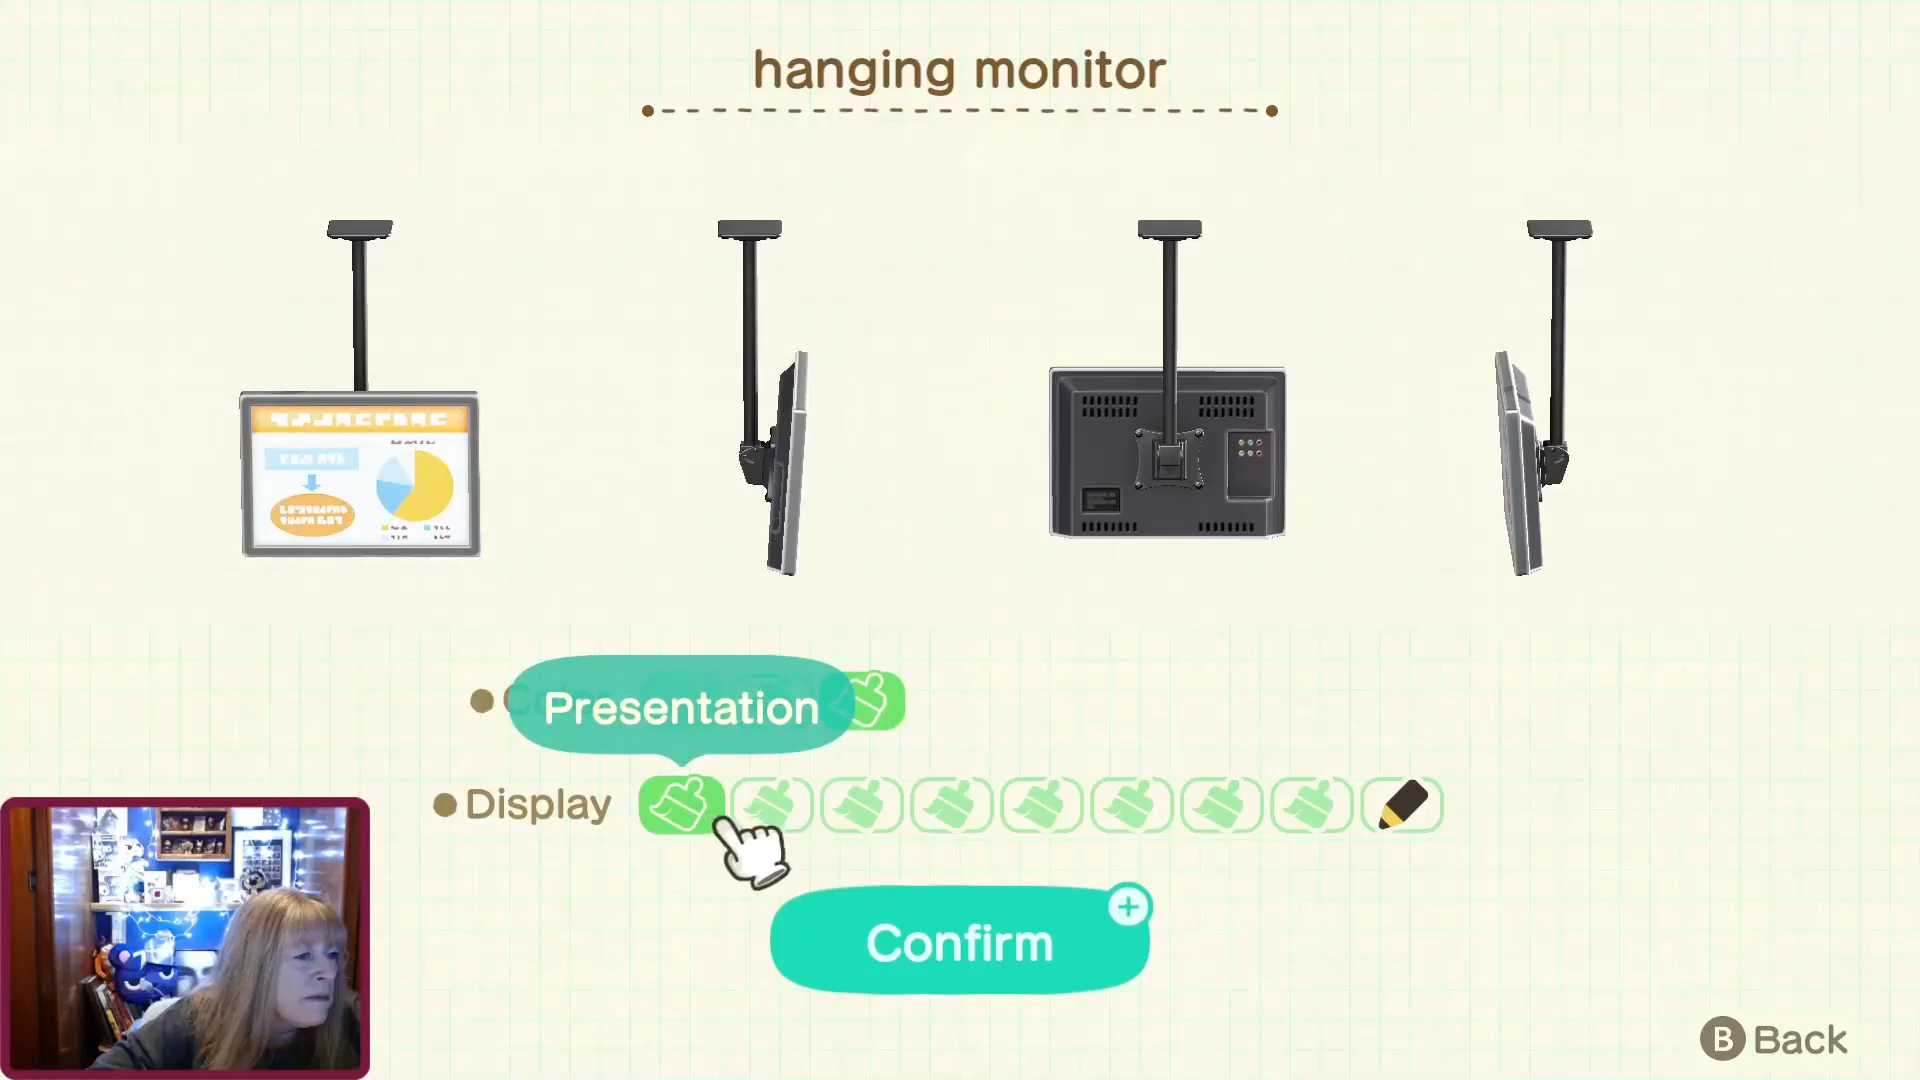 hanging monitor
Presentation
Display
Confirm
B Back